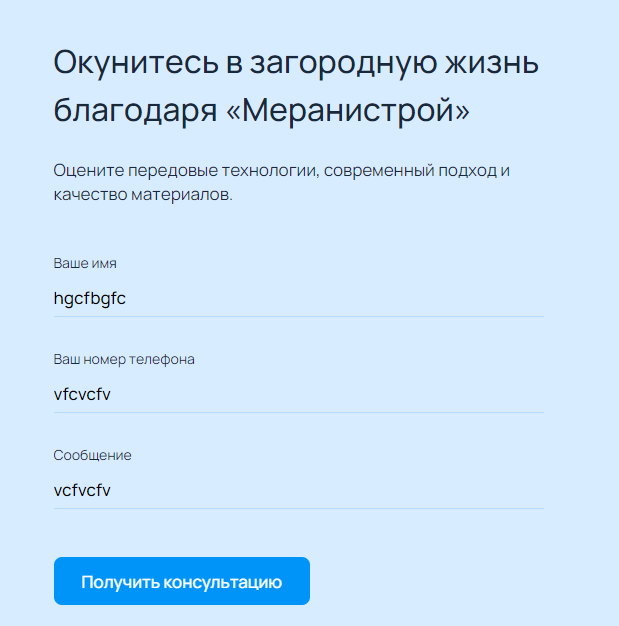 Окунитесь в загородную жизнь
благодаря «Меранистрой»
Оцените передовые технологии, современный подход и
качество материалов.
Ваше имя
hgcfbgfc
Ваш номер телефона
vfcvcfv
Сообщение
vcfvcfv
Получить консультацию